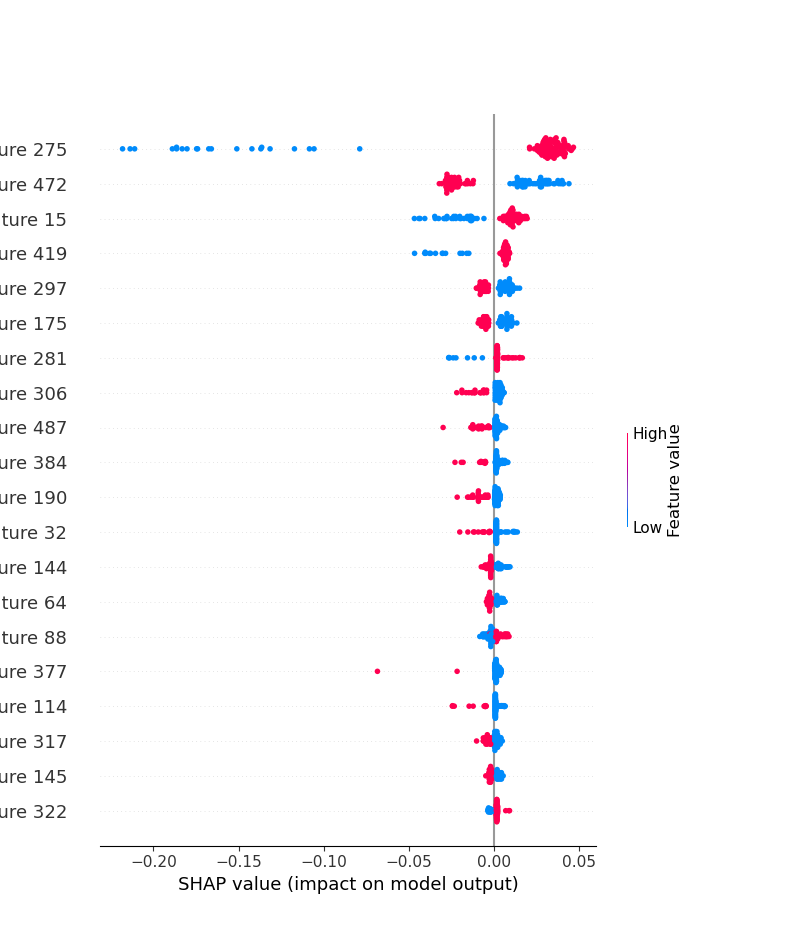 ure 275
ure 472
ture 15
ure 419
ure 297
ure 175
ure 281
ure 306
ure 487
ure 384
ure 190
ture 32
ure 144
ture 64
ture 88
ure 377
ure 114
ure 317
ure 145
ure 322
High
Low
Feature value
−0.20 −0.15 −0.10 −0.05 0.00 0.05
SHAP value (impact on model output)